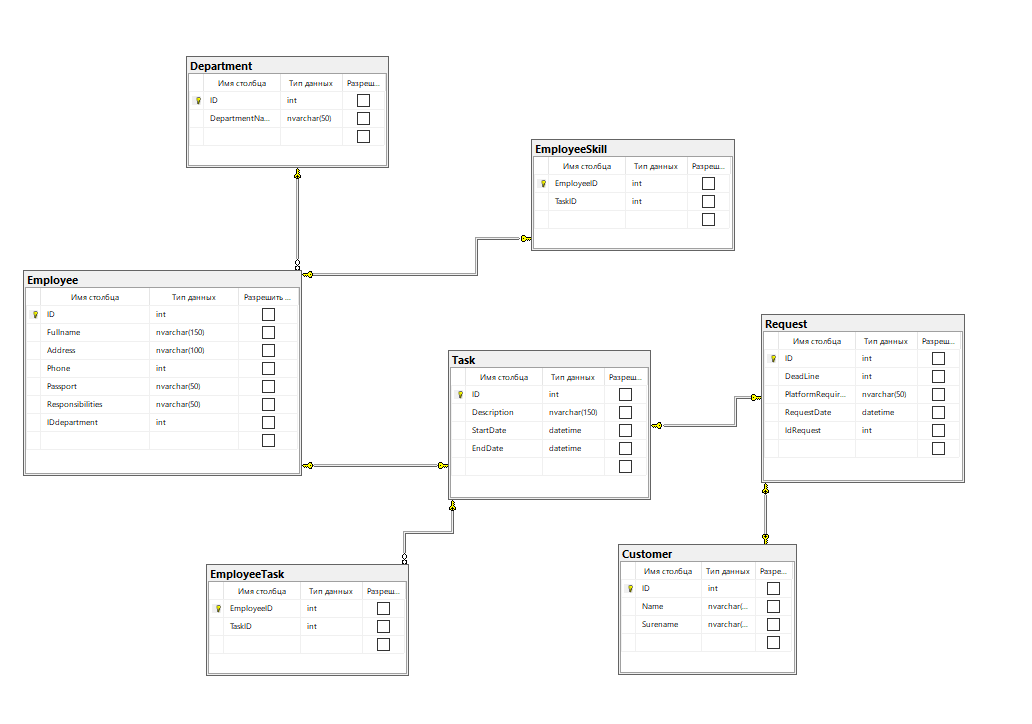 Department
Имя столбца Тип данных Разреш...
ID int
DepartmentNa... nvarchar(50)
EmployeeSkill
Имя столбца Тип данных Разреш...
EmployeeID int
TaskID int
Employee
Имя столбца Тип данных Разрешить ...
ID int
Fullname nvarchar(150)
Address nvarchar(100)
Phone int
Passport nvarchar(50)
Responsibilities nvarchar(50)
IDdepartment int
Request
Имя столбца Тип данных Разреш...
ID int
DeadLine int
PlatformRequir... nvarchar(50)
RequestDate datetime
IdRequest int
Task
Имя столбца Тип данных Разреш...
ID int
Description nvarchar(150)
StartDate datetime
EndDate datetime
Customer
Имя столбца Тип данных Разре...
ID int
Name nvarchar(...
Surename nvarchar(...
EmployeeTask
Имя столбца Тип данных Разреш...
EmployeeID int
TaskID int